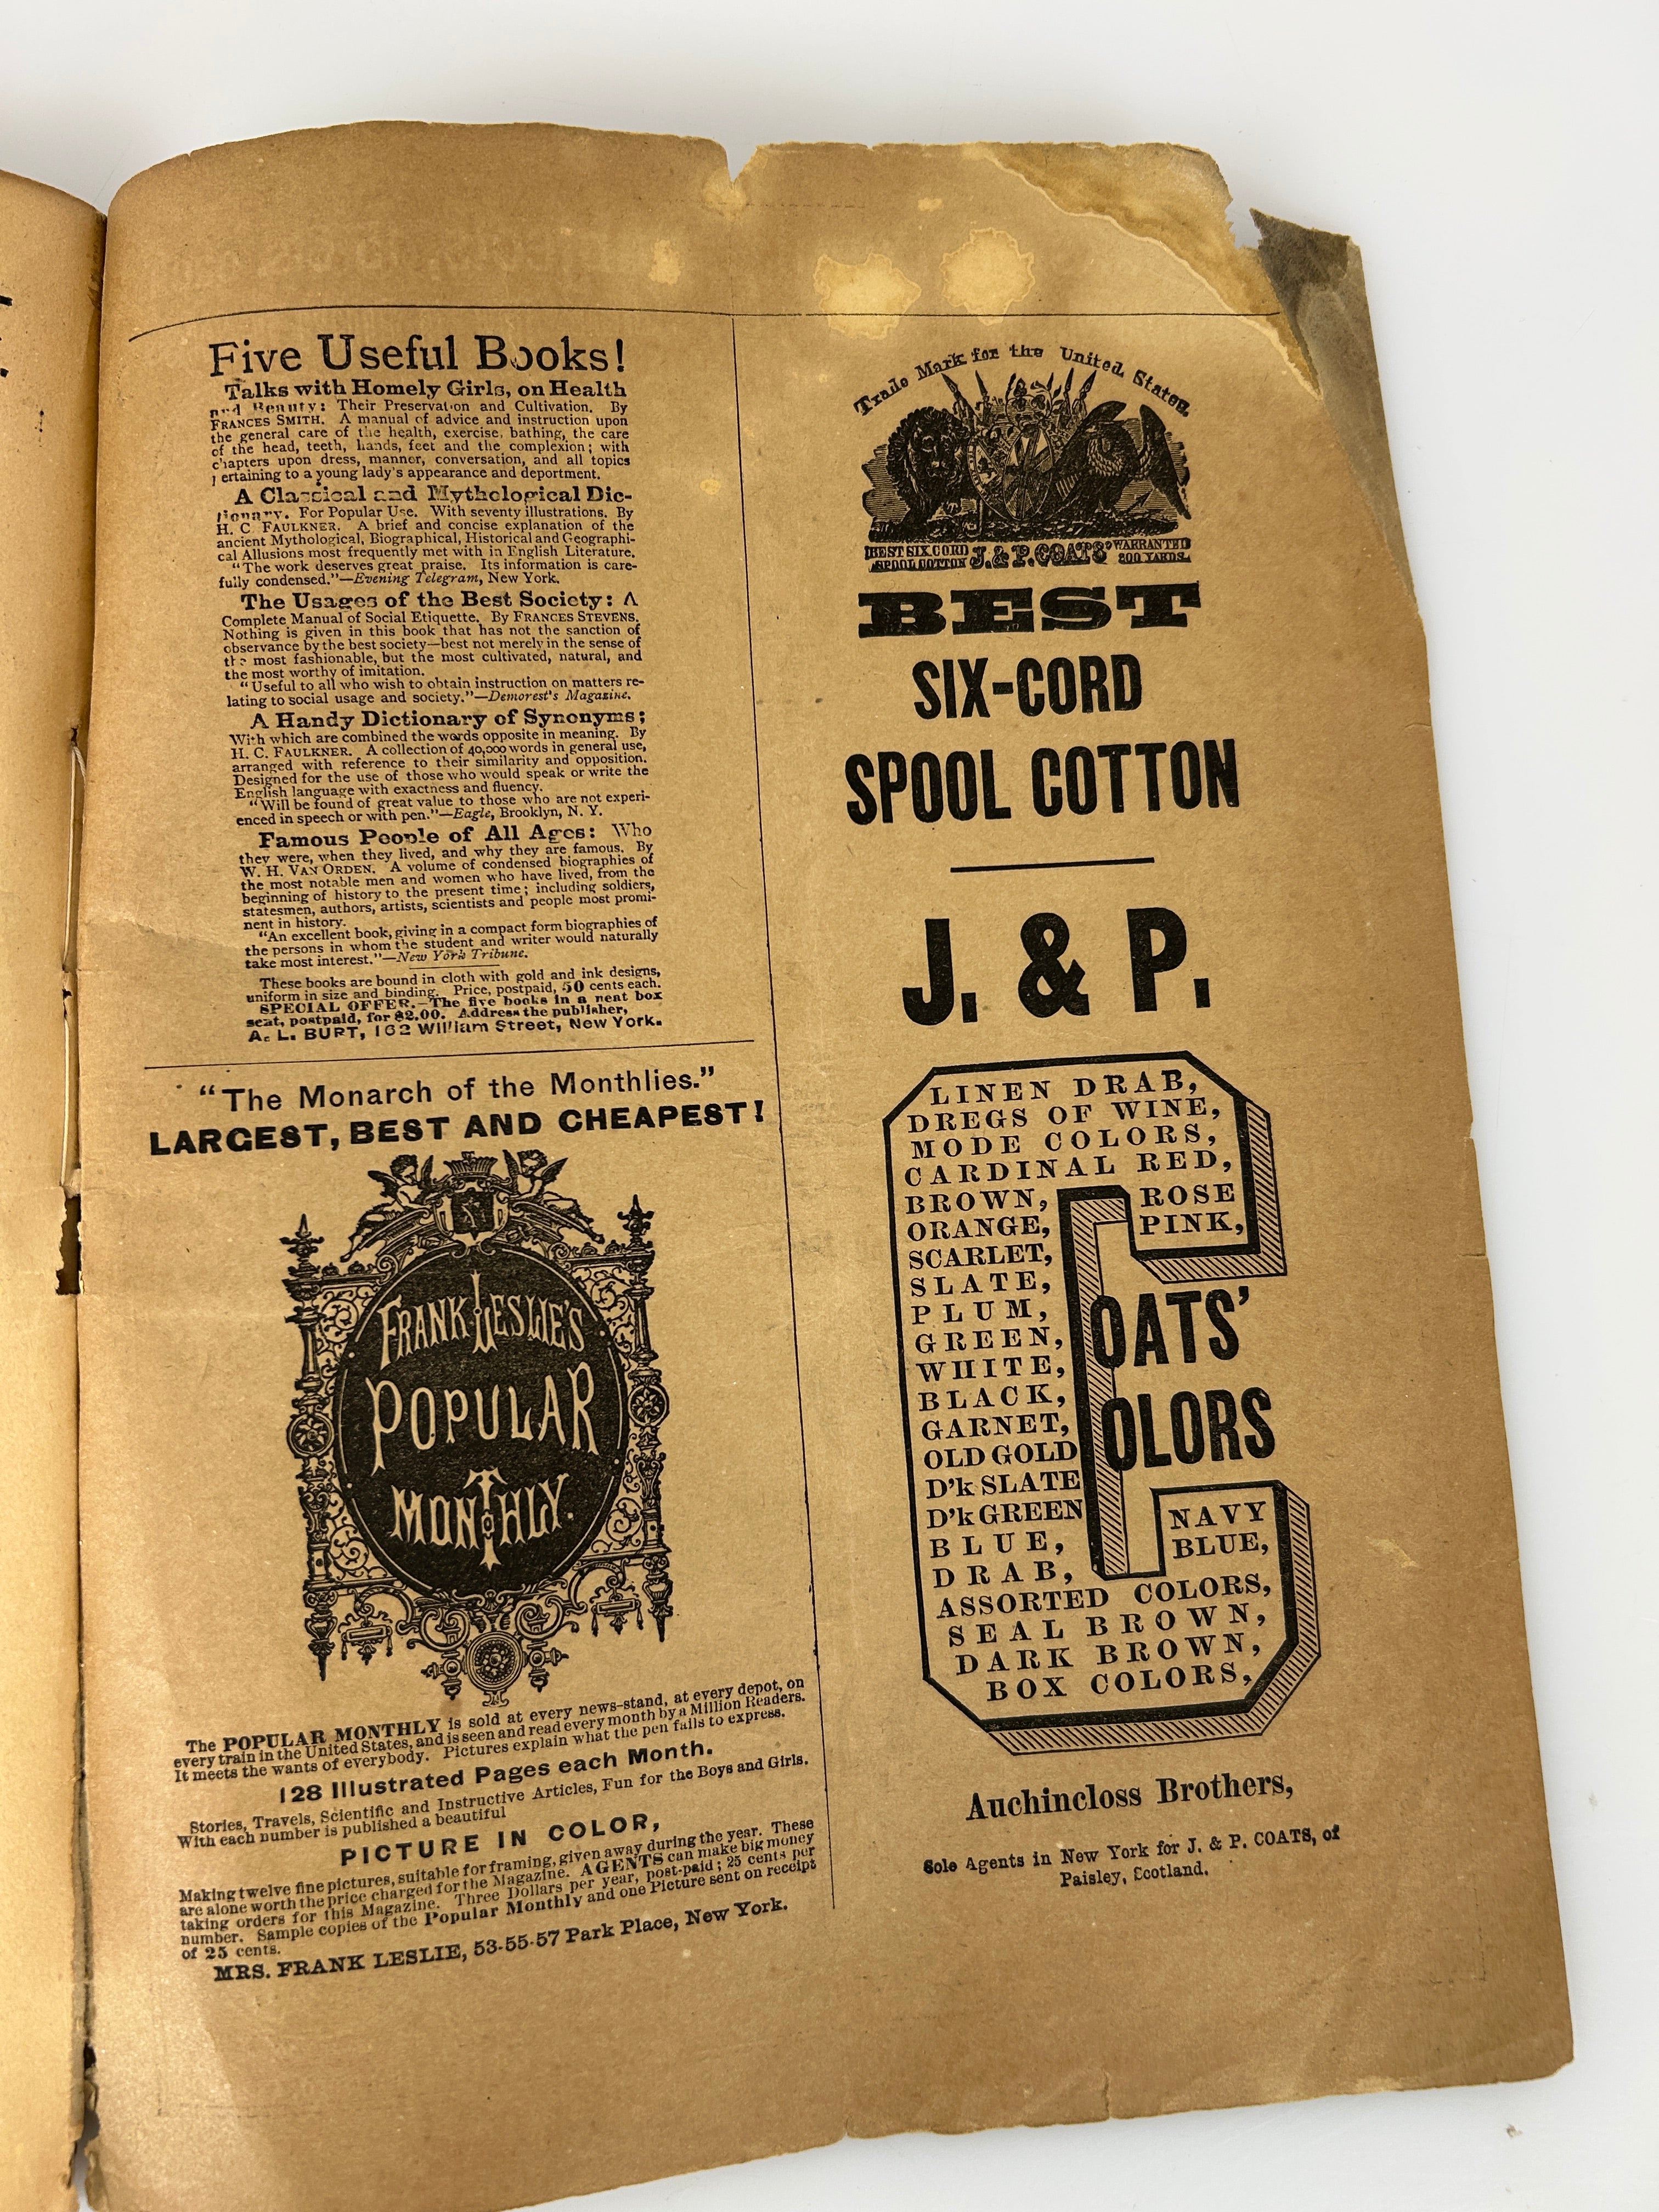 Five Useful Books!
Talks with Homely Girls, on Health
and Beauty: Their Preservation and Cultivation. By
FRANCES SMITH. A manual of advice and instruction upon
the general care of the health, exercise, bathing, the care
of the head, teeth, hands, feet and the complexion; with
chapters upon dress, manner, conversation, and all topics
pertaining to a young lady's appearance and deportment.
A Classical and Mythological Dic-
tionary. For Popular Use. With seventy illustrations. By
H. C. FAULKNER. A brief and concise explanation of the
ancient Mythological, Biographical, Historical and Geographi-
cal Allusions most frequently met with in English Literature.
"The work deserves great praise. Its information is care-
fully condensed."—Evening Telegram, New York.
The Usages of the Best Society: A
Complete Manual of Social Etiquette. By FRANCES STEVENS.
Nothing is given in this book that has not the sanction of
observance by the best society—best not merely in the sense of
the most fashionable, but the most cultivated, natural, and
the most worthy of imitation.
"Useful to all who wish to obtain instruction on matters re-
lating to social usage and society."—Demorest's Magazine.
A Handy Dictionary of Synonyms;
With which are combined the words opposite in meaning. By
H. C. FAULKNER. A collection of 40,000 words in general use,
arranged with reference to their similarity and opposition.
Designed for the use of those who would speak or write the
English language with exactness and fluency.
"Will be found of great value to those who are not experi-
enced in speech or with pen."—Eagle, Brooklyn, N. Y.
Famous People of All Ages: Who
they were, when they lived, and why they are famous. By
W. H. VAN ORDEN. A volume of condensed biographies of
the most notable men and women who have lived, from the
beginning of history to the present time; including soldiers,
statesmen, authors, artists, scientists and people most promi-
nent in history.
"An excellent book, giving in a compact form biographies of
the persons in whom the student and writer would naturally
take most interest."—New York Tribune.
These books are bound in cloth with gold and ink designs,
uniform in size and binding. Price, postpaid, 50 cents each.
SPECIAL OFFER.—The five books in a neat box
sent, postpaid, for $2.00. Address the publisher,
A. L. BURT, 162 William Street, New York.
"The Monarch of the Monthlies."
LARGEST, BEST AND CHEAPEST!
FRANK LESLIE'S
POPULAR
MONTHLY.
The POPULAR MONTHLY is sold at every news-stand, at every depot, on
every train in the United States, and is seen and read every month by a Million Readers.
It meets the wants of everybody. Pictures explain what the pen fails to express.
128 Illustrated Pages each Month.
Stories, Travels, Scientific and Instructive Articles, Fun for the Boys and Girls.
With each number is published a beautiful
PICTURE IN COLOR,
Making twelve fine pictures, suitable for framing, given away during the year. These
are alone worth the price charged for the Magazine. AGENTS can make big money
taking orders for this Magazine. Three Dollars per year, post-paid; 25 cents per
number. Sample copies of the Popular Monthly and one Picture sent on receipt
of 25 cents.
MRS. FRANK LESLIE, 53-55-57 Park Place, New York.
Trade Mark for the United States.
BEST SIX CORD SPOOL COTTON J. & P. COATS' WARRANTED 200 YARDS.
BEST
SIX-CORD
SPOOL COTTON
J. & P.
LINEN DRAB,
DREGS OF WINE,
MODE COLORS,
CARDINAL RED,
BROWN, ROSE
ORANGE, PINK,
SCARLET,
SLATE,
PLUM,
GREEN,
WHITE,
BLACK,
GARNET,
OLD GOLD
D'k SLATE
D'k GREEN
BLUE,
DRAB,
COATS'
COLORS
NAVY
BLUE,
ASSORTED COLORS,
SEAL BROWN,
DARK BROWN,
BOX COLORS,
Auchincloss Brothers,
Sole Agents in New York for J. & P. COATS, of
Paisley, Scotland.